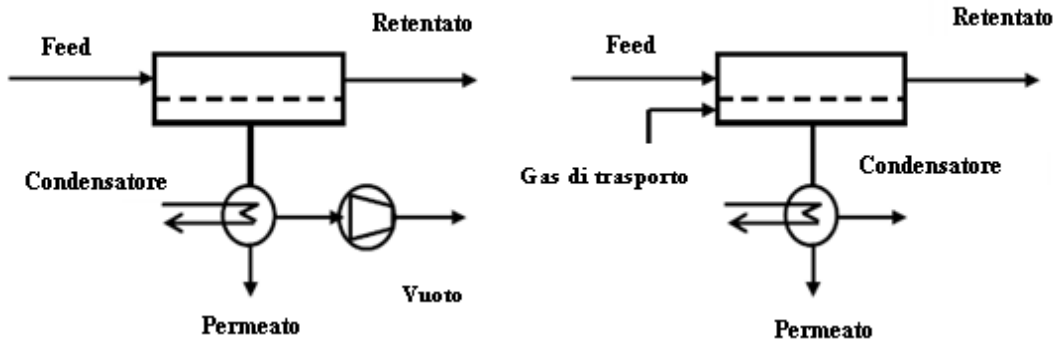 Feed
Retentato
Condensatore
Vuoto
Permeato
Feed
Retentato
Gas di trasporto
Condensatore
Permeato